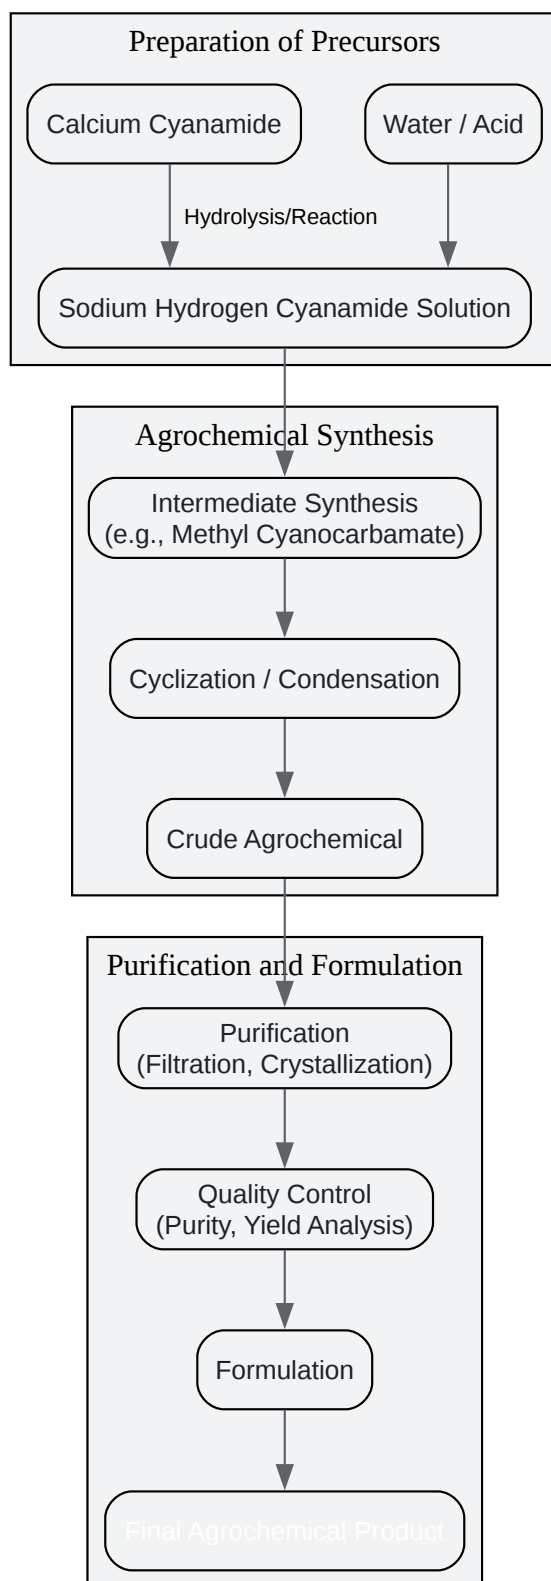 Preparation of Precursors
Calcium Cyanamide
Water / Acid
Hydrolysis/Reaction
Sodium Hydrogen Cyanamide Solution
Agrochemical Synthesis
Intermediate Synthesis
(e.g., Methyl Cyanocarbamate)
Cyclization / Condensation
Crude Agrochemical
Purification and Formulation
Purification
(Filtration, Crystallization)
Quality Control
(Purity, Yield Analysis)
Formulation
Final Agrochemical Product